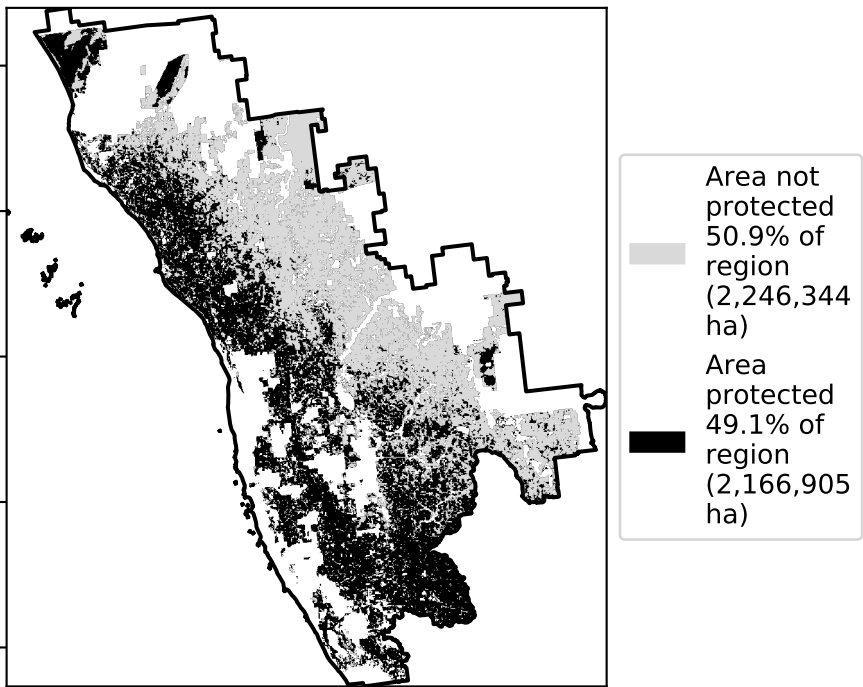 Area not
protected
50.9% of
region
(2,246,344
ha)
Area
protected
49.1% of
region
(2,166,905
ha)